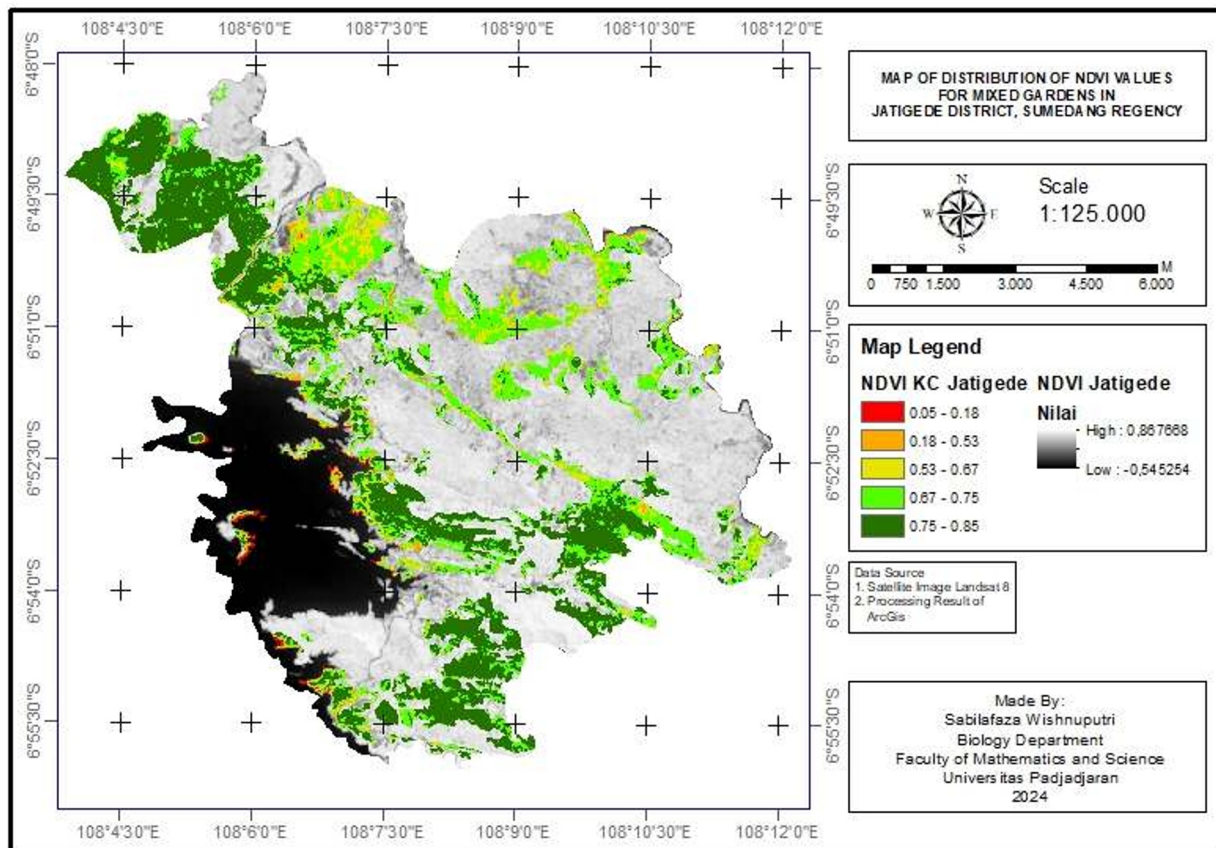 108°4'30"E 108°6'0"E 108°7'30"E 108°9'0"E 108°10'30"E 108°12'0"E
6°48'0"S
6°49'30"S
6°51'0"S
6°52'30"S
6°54'0"S
6°55'30"S
6°49'30"S
6°51'0"S
6°52'30"S
6°54'0"S
6°55'30"S
108°4'30"E 108°6'0"E 108°7'30"E 108°9'0"E 108°10'30"E 108°12'0"E
MAP OF DISTRIBUTION OF NDVI VALUES
FOR MIXED GARDENS IN
JATIGEDE DISTRICT, SUMEDANG REGENCY
N
W E
S
Scale
1:125.000
M
0 750 1.500 3.000 4.500 6.000
Map Legend
NDVI KC Jatigede NDVI Jatigede
0.05 - 0.18
0.18 - 0.53
0.53 - 0.67
0.67 - 0.75
0.75 - 0.85
Nilai
High : 0,867668
Low : -0,545254
Data Source
1. Satellite Image Landsat 8
2. Processing Result of
ArcGis
Made By:
Sabilafaza Wishnuputri
Biology Department
Faculty of Mathematics and Science
Universitas Padjadjaran
2024